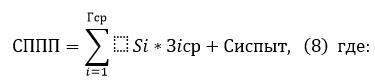 СППП = ∑_{i=1}^{Гср} ⬚ Si * Зiср + Сиспыт, (8) где: